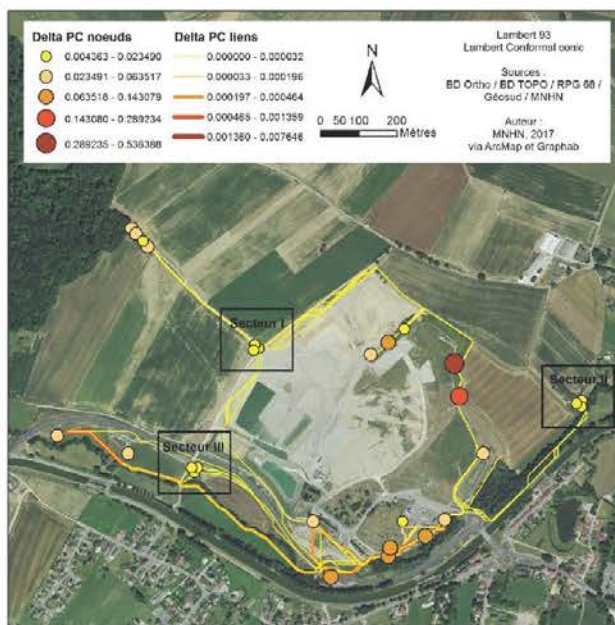 Delta PC noeuds
0.004363 - 0.023490
0.023491 - 0.063517
0.063518 - 0.143079
0.143080 - 0.289234
0.289235 - 0.536388
Delta PC liens
0.000000 - 0.000032
0.000033 - 0.000196
0.000197 - 0.000464
0.000465 - 0.001359
0.001360 - 0.007646
N
0 50 100 200
Mètres
Lambert 93
Lambert Conformal conic
Sources :
BD Ortho / BD TOPO / RPG 68 /
Géosud / MNHN
Auteur :
MNHN, 2017
via ArcMap et Graphab
Secteur I
Secteur II
Secteur III